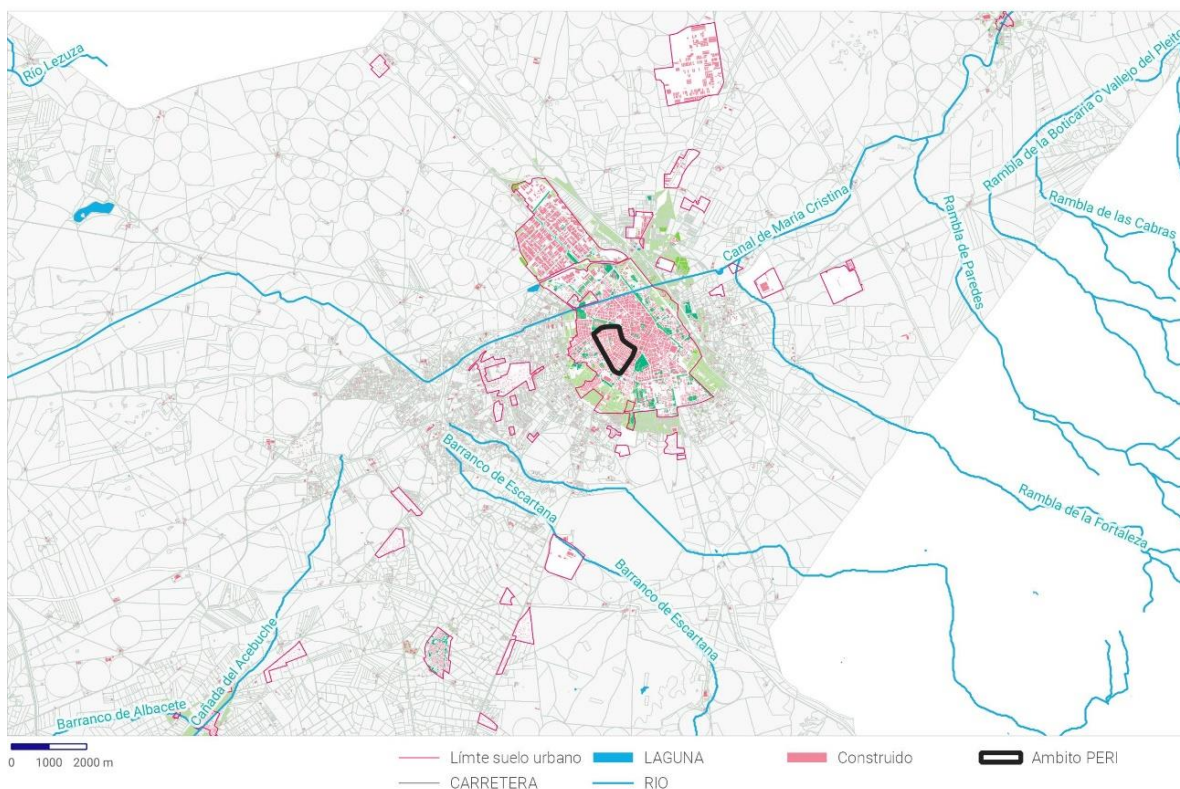 Río Lezuza
Rambla de la Boticaria o Vallejo del Pleito
Canal de María Cristina
Rambla de las Cabras
Rambla de Paredes
Barranco de Escartana
Rambla de la Fortaleza
Barranco de Escartana
Cañada del Acebuche
Barranco de Albacete
0 1000 2000 m
Límte suelo urbano
LAGUNA
Construido
Ambito PERI
CARRETERA
RIO